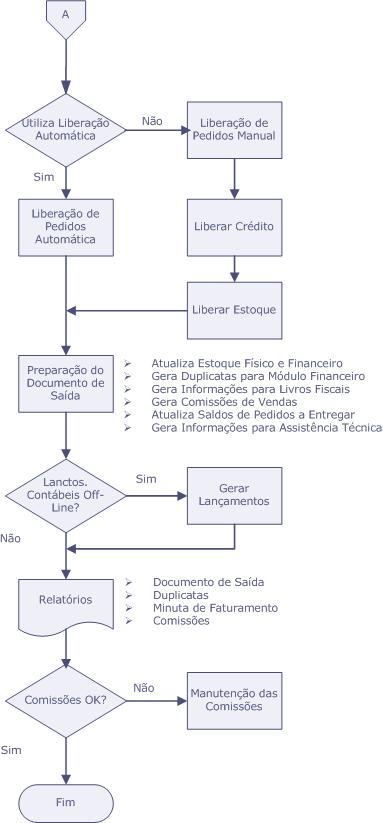 A
Utiliza Liberação
Automática
Não
Liberação de
Pedidos Manual
Sim
Liberação de
Pedidos
Automática
Liberar Crédito
Liberar Estoque
Preparação do
Documento de
Saída
Atualiza Estoque Físico e Financeiro
Gera Duplicatas para Módulo Financeiro
Gera Informações para Livros Fiscais
Gera Comissões de Vendas
Atualiza Saldos de Pedidos a Entregar
Gera Informações para Assistência Técnica
Lanctos.
Contábeis Off-
Line?
Sim
Gerar
Lançamentos
Não
Relatórios
Documento de Saída
Duplicatas
Minuta de Faturamento
Comissões
Comissões OK?
Não
Manutenção das
Comissões
Sim
Fim